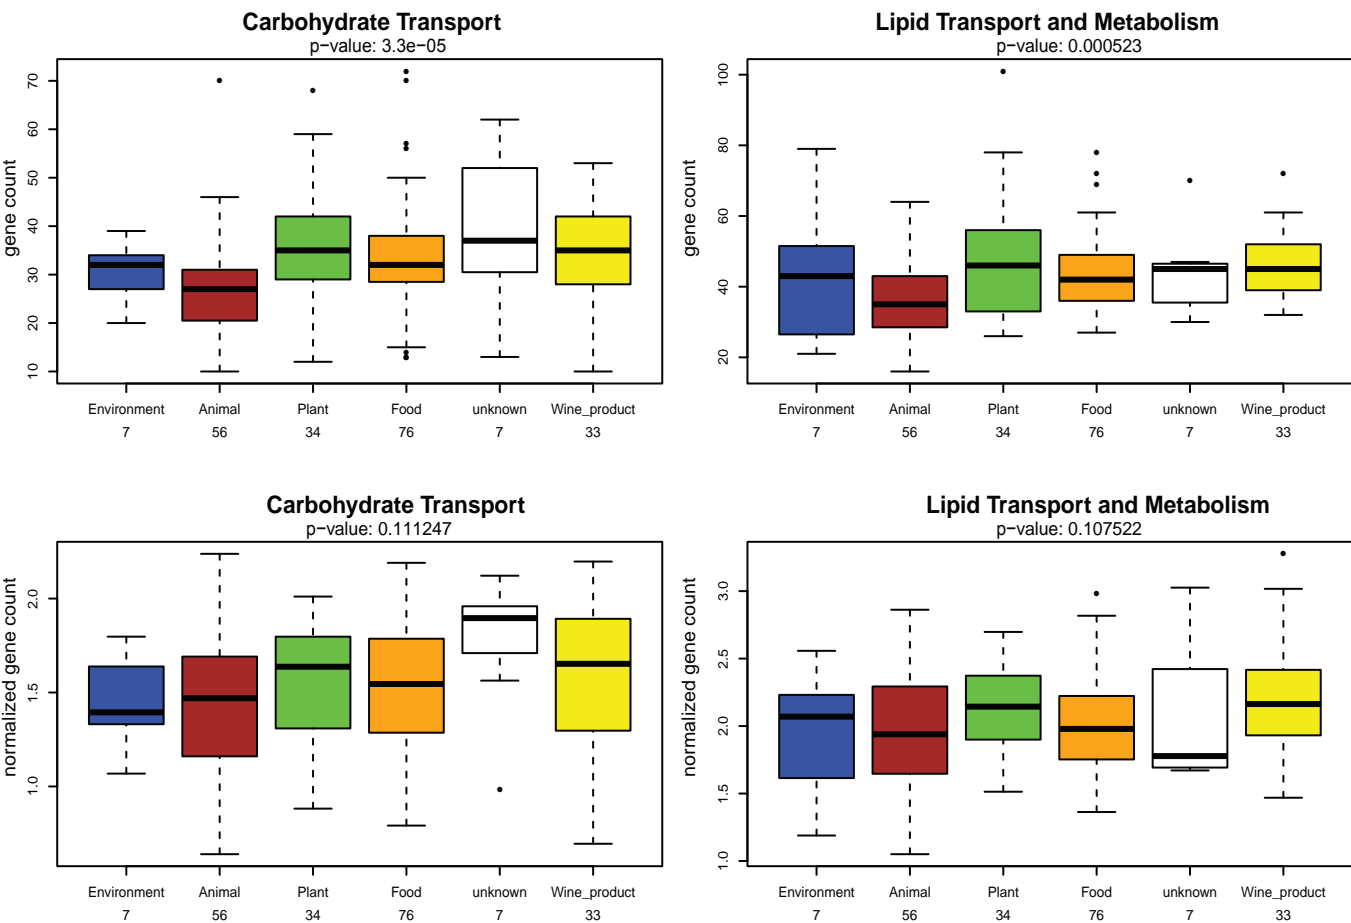 Carbohydrate Transport
p−value: 3.3e−05
gene count
70
60
50
40
30
20
10
Environment Animal Plant Food unknown Wine_product
7 56 34 76 7 33
Lipid Transport and Metabolism
p−value: 0.000523
gene count
100
80
60
40
20
Environment Animal Plant Food unknown Wine_product
7 56 34 76 7 33
Carbohydrate Transport
p−value: 0.111247
normalized gene count
2.0
1.5
1.0
Environment Animal Plant Food unknown Wine_product
7 56 34 76 7 33
Lipid Transport and Metabolism
p−value: 0.107522
normalized gene count
3.0
2.5
2.0
1.5
1.0
Environment Animal Plant Food unknown Wine_product
7 56 34 76 7 33